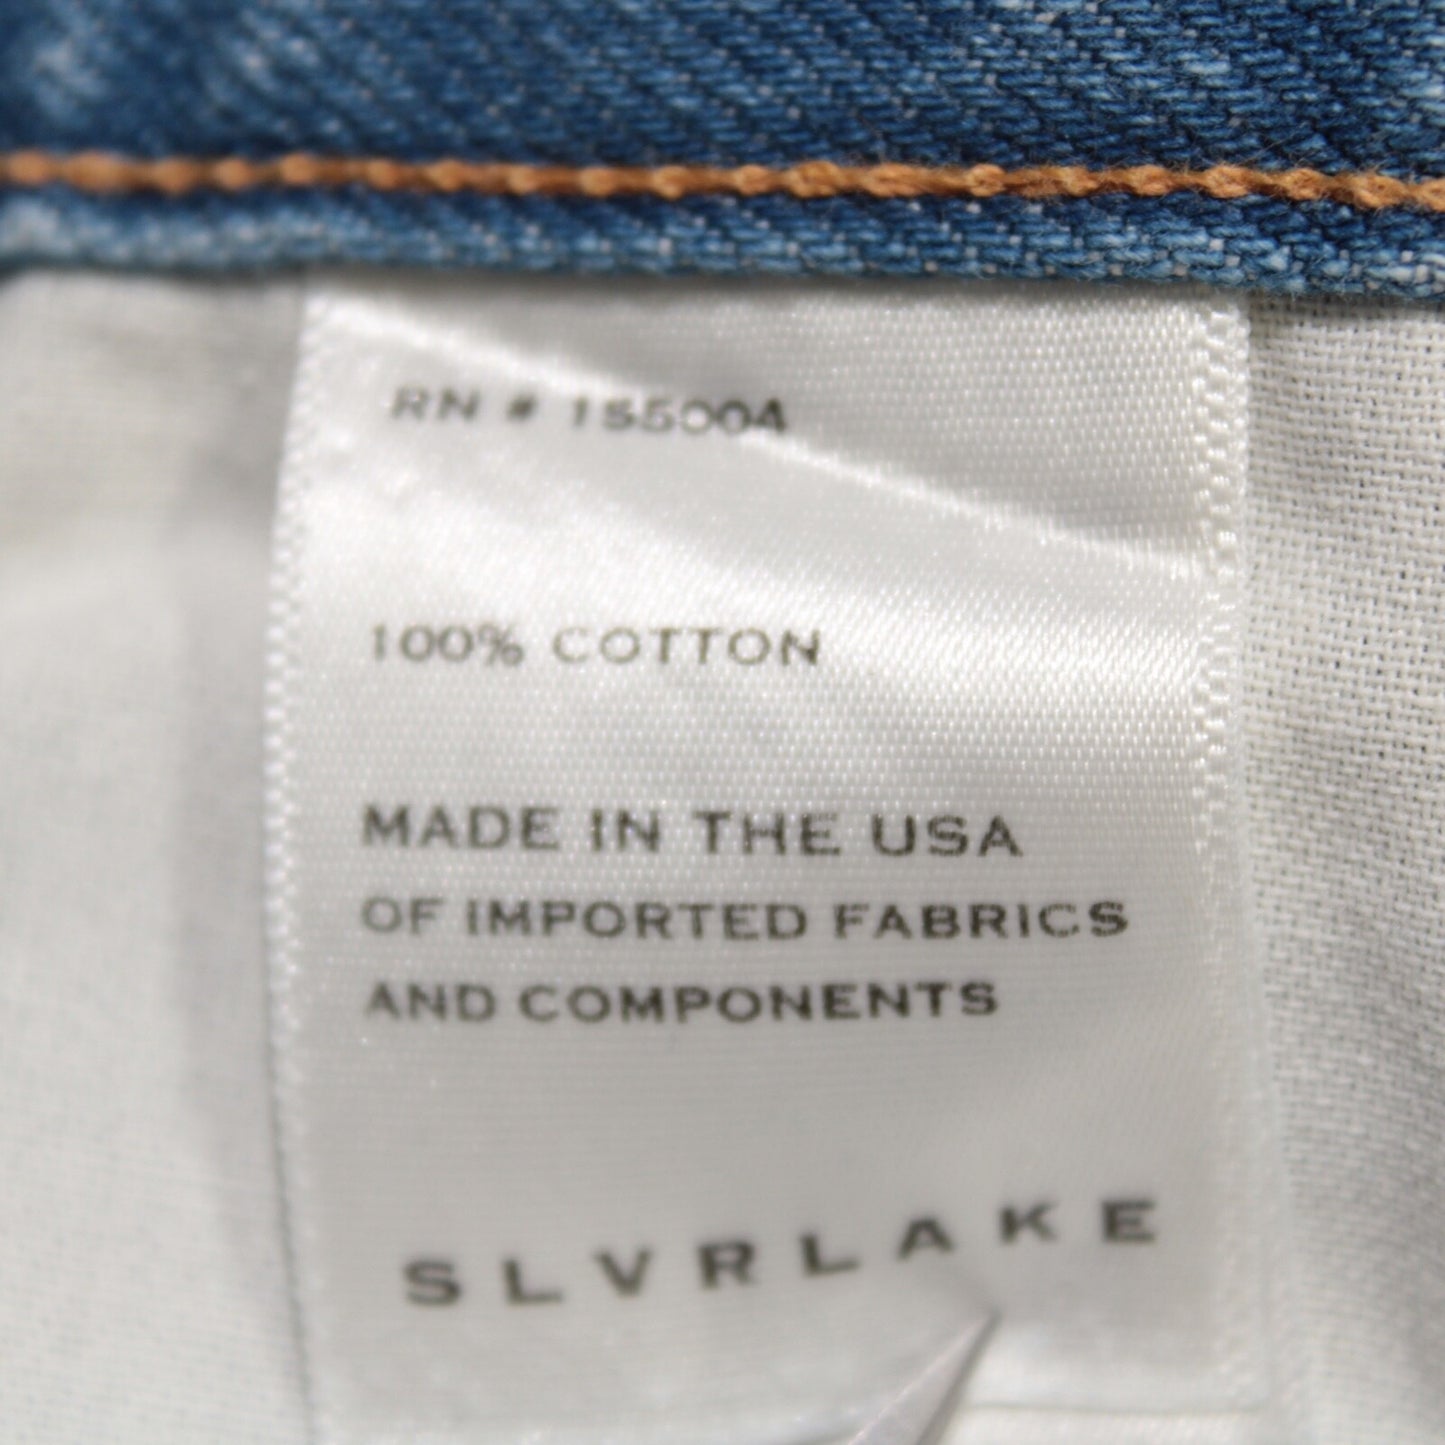 RN # 155004
100% COTTON
MADE IN THE USA
OF IMPORTED FABRICS
AND COMPONENTS
SLVRLAKE